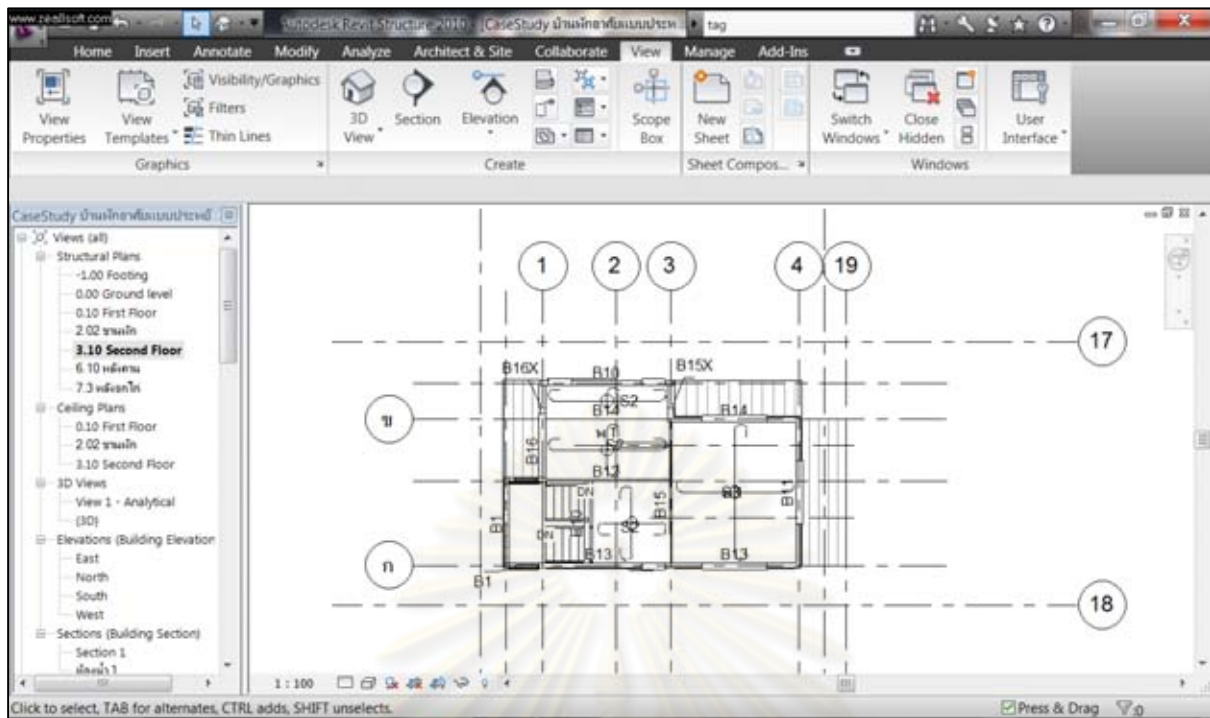 www.zeallsoft.com
Autodesk Revit Structure 2010 - [CaseStudy บ้านพักอาศัยแบบประห
tag
Home Insert Annotate Modify Analyze Architect & Site Collaborate View Manage Add-Ins
View Properties
View Templates
Visibility/Graphics
Filters
Thin Lines
3D View
Section
Elevation
Scope Box
New Sheet
Switch Windows
Close Hidden
User Interface
Graphics
Create
Sheet Compos...
Windows
CaseStudy บ้านพักอาศัยแบบประหยั
Views (all)
Structural Plans
-1.00 Footing
0.00 Ground level
0.10 First Floor
2.02 ชานพัก
3.10 Second Floor
6.10 หลังคาน
7.3 หลังอกไก่
Ceiling Plans
0.10 First Floor
2.02 ชานพัก
3.10 Second Floor
3D Views
View 1 - Analytical
(3D)
Elevations (Building Elevation
East
North
South
West
Sections (Building Section)
Section 1
ห้องน้ำ 1
1 2 3 4 19
17
B16X B10 B15X
S2
B14 B14
ข
B16
B12
DN
B15
B11
B1
S2
DN
B13 B13
ก
B1
18
1 : 100
Click to select, TAB for alternates, CTRL adds, SHIFT unselects.
Press & Drag
:0